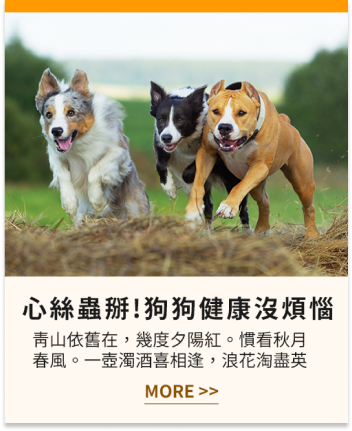 心絲蟲掰!狗狗健康沒煩惱
青山依舊在，幾度夕陽紅。慣看秋月
春風。一壺濁酒喜相逢，浪花淘盡英
MORE >>